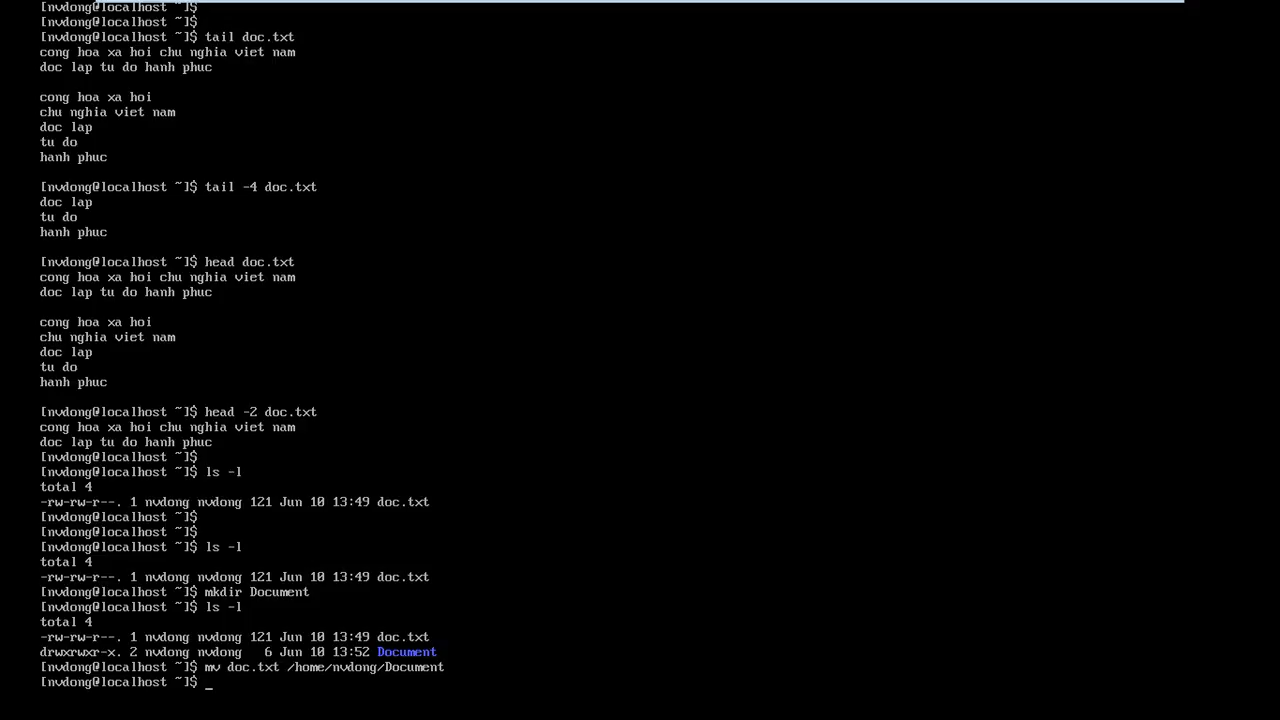 [nvdong@localhost ~]$
[nvdong@localhost ~]$
[nvdong@localhost ~]$ tail doc.txt
cong hoa xa hoi chu nghia viet nam
doc lap tu do hanh phuc
cong hoa xa hoi
chu nghia viet nam
doc lap
tu do
hanh phuc
[nvdong@localhost ~]$ tail -4 doc.txt
doc lap
tu do
hanh phuc
[nvdong@localhost ~]$ head doc.txt
cong hoa xa hoi chu nghia viet nam
doc lap tu do hanh phuc
cong hoa xa hoi
chu nghia viet nam
doc lap
tu do
hanh phuc
[nvdong@localhost ~]$ head -2 doc.txt
cong hoa xa hoi chu nghia viet nam
doc lap tu do hanh phuc
[nvdong@localhost ~]$
[nvdong@localhost ~]$ ls -l
total 4
-rw-rw-r--. 1 nvdong nvdong 121 Jun 10 13:49 doc.txt
[nvdong@localhost ~]$
[nvdong@localhost ~]$
[nvdong@localhost ~]$ ls -l
total 4
-rw-rw-r--. 1 nvdong nvdong 121 Jun 10 13:49 doc.txt
[nvdong@localhost ~]$ mkdir Document
[nvdong@localhost ~]$ ls -l
total 4
-rw-rw-r--. 1 nvdong nvdong 121 Jun 10 13:49 doc.txt
drwxrwxr-x. 2 nvdong nvdong   6 Jun 10 13:52 Document
[nvdong@localhost ~]$ mv doc.txt /home/nvdong/Document
[nvdong@localhost ~]$ _